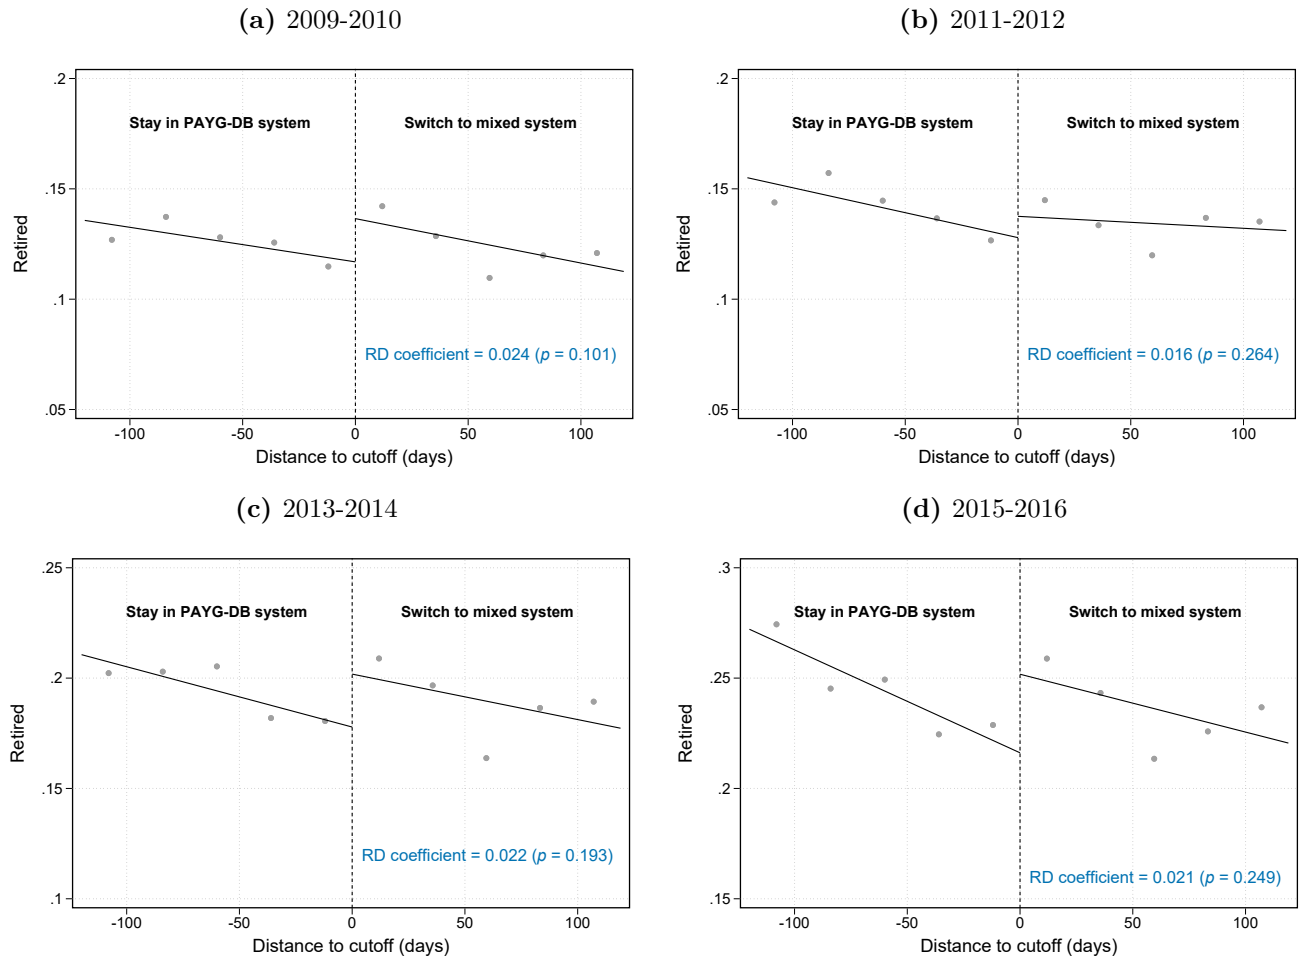 (a) 2009-2010
.2
.15
.1
.05
Retired
Stay in PAYG-DB system
Switch to mixed system
RD coefficient = 0.024 (p = 0.101)
-100 -50 0 50 100
Distance to cutoff (days)
(b) 2011-2012
.2
.15
.1
.05
Retired
Stay in PAYG-DB system
Switch to mixed system
RD coefficient = 0.016 (p = 0.264)
-100 -50 0 50 100
Distance to cutoff (days)
(c) 2013-2014
.25
.2
.15
.1
Retired
Stay in PAYG-DB system
Switch to mixed system
RD coefficient = 0.022 (p = 0.193)
-100 -50 0 50 100
Distance to cutoff (days)
(d) 2015-2016
.3
.25
.2
.15
Retired
Stay in PAYG-DB system
Switch to mixed system
RD coefficient = 0.021 (p = 0.249)
-100 -50 0 50 100
Distance to cutoff (days)